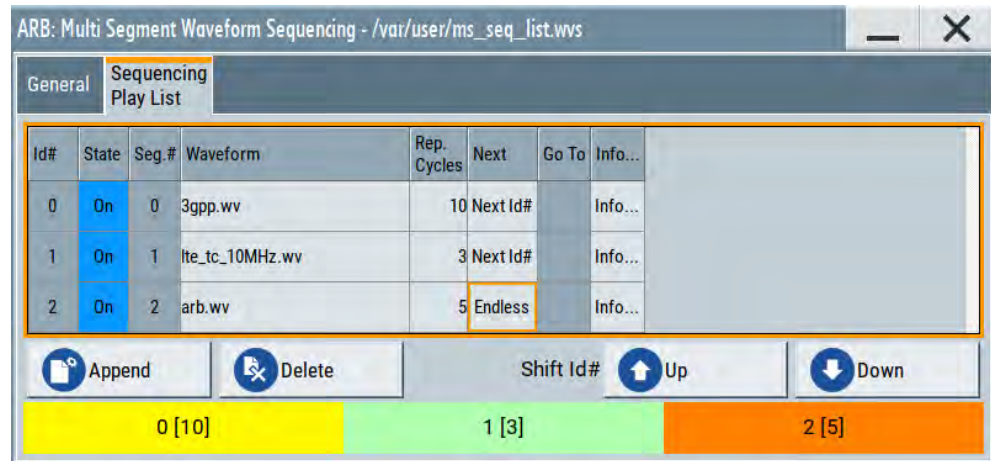 ARB: Multi Segment Waveform Sequencing - /var/user/ms_seq_list.wvs
General
Sequencing
Play List
Id# State Seg.# Waveform Rep. Cycles Next Go To Info...
0 On 0 3gpp.wv 10 Next Id# Info...
1 On 1 lte_tc_10MHz.wv 3 Next Id# Info...
2 On 2 arb.wv 5 Endless Info...
Append Delete Shift Id# Up Down
0 [10] 1 [3] 2 [5]